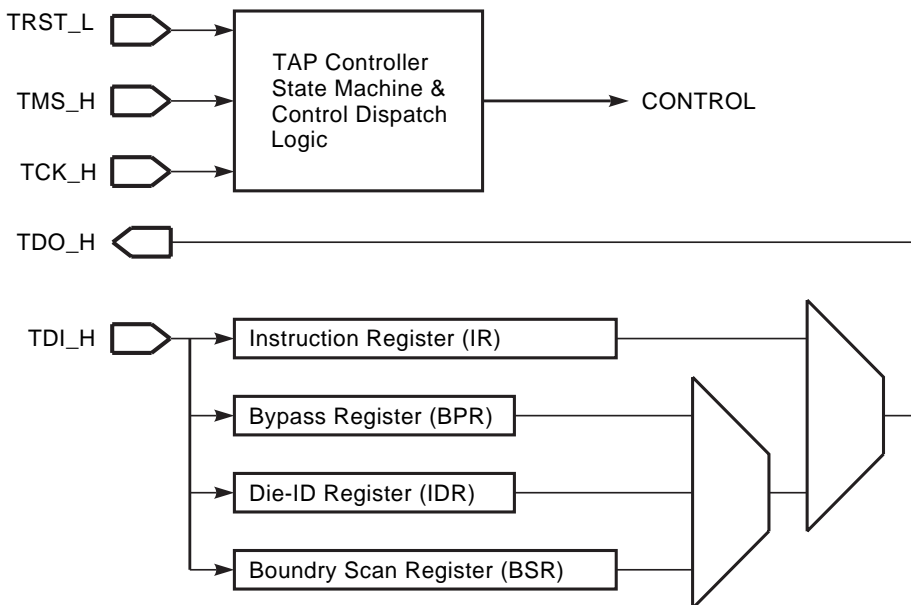 TRST_L
TMS_H
TCK_H
TAP Controller
State Machine &
Control Dispatch
Logic
CONTROL
TDO_H
TDI_H
Instruction Register (IR)
Bypass Register (BPR)
Die-ID Register (IDR)
Boundry Scan Register (BSR)